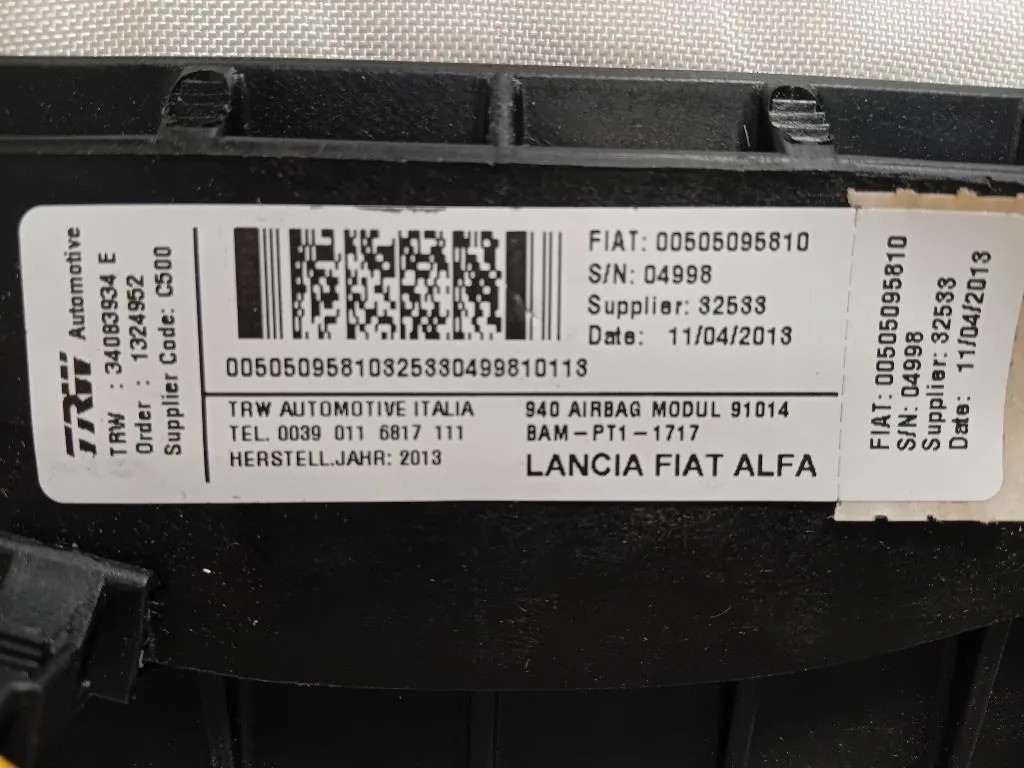 TRW Automotive
TRW : 34083934 E
Order : 1324952
Supplier Code: C500
FIAT: 00505095810
S/N: 04998
Supplier: 32533
Date: 11/04/2013
00505095810325330499810113
TRW AUTOMOTIVE ITALIA
TEL. 0039 011 6817 111
HERSTELL.JAHR: 2013
940 AIRBAG MODUL 91014
BAM-PT1-1717
LANCIA FIAT ALFA
FIAT: 00505095810
S/N: 04998
Supplier: 32533
Date: 11/04/2013